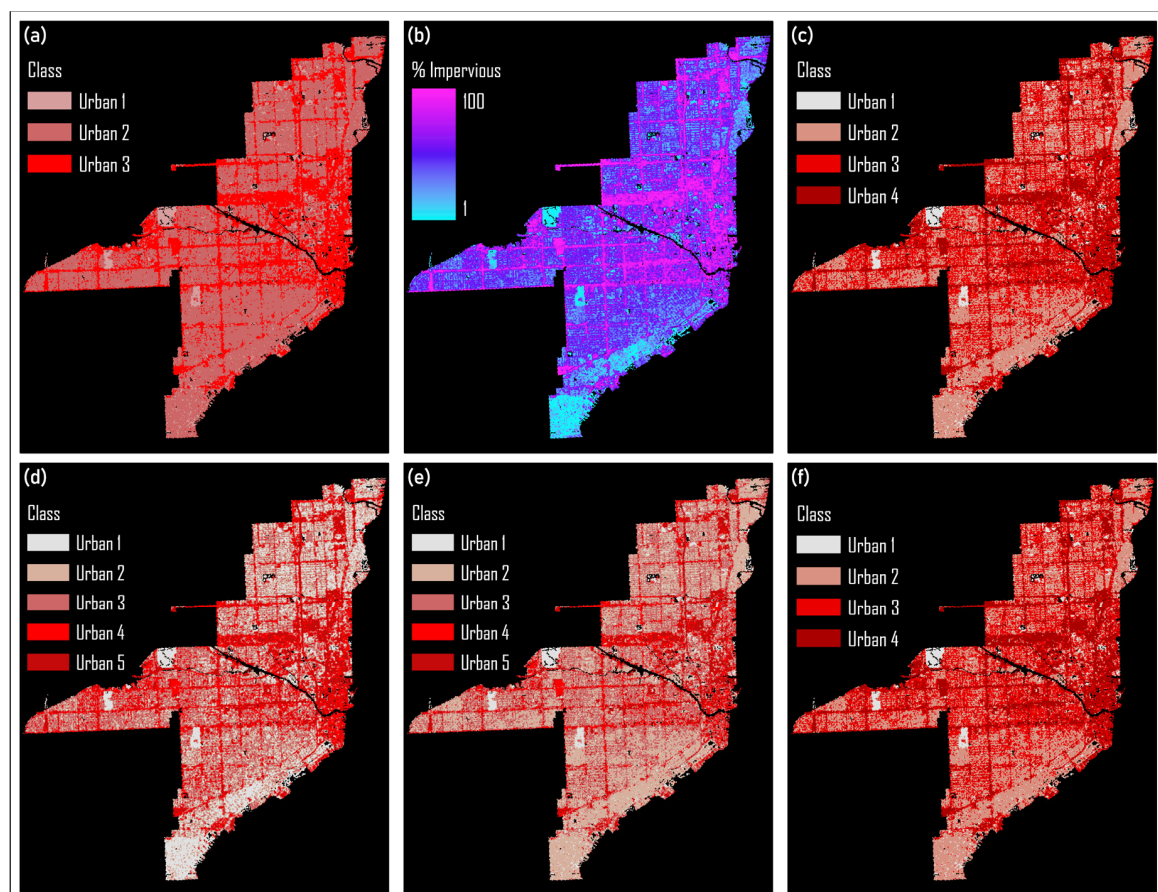 (a)
Class
Urban 1
Urban 2
Urban 3
(b)
% Impervious
100
1
(c)
Class
Urban 1
Urban 2
Urban 3
Urban 4
(d)
Class
Urban 1
Urban 2
Urban 3
Urban 4
Urban 5
(e)
Class
Urban 1
Urban 2
Urban 3
Urban 4
Urban 5
(f)
Class
Urban 1
Urban 2
Urban 3
Urban 4